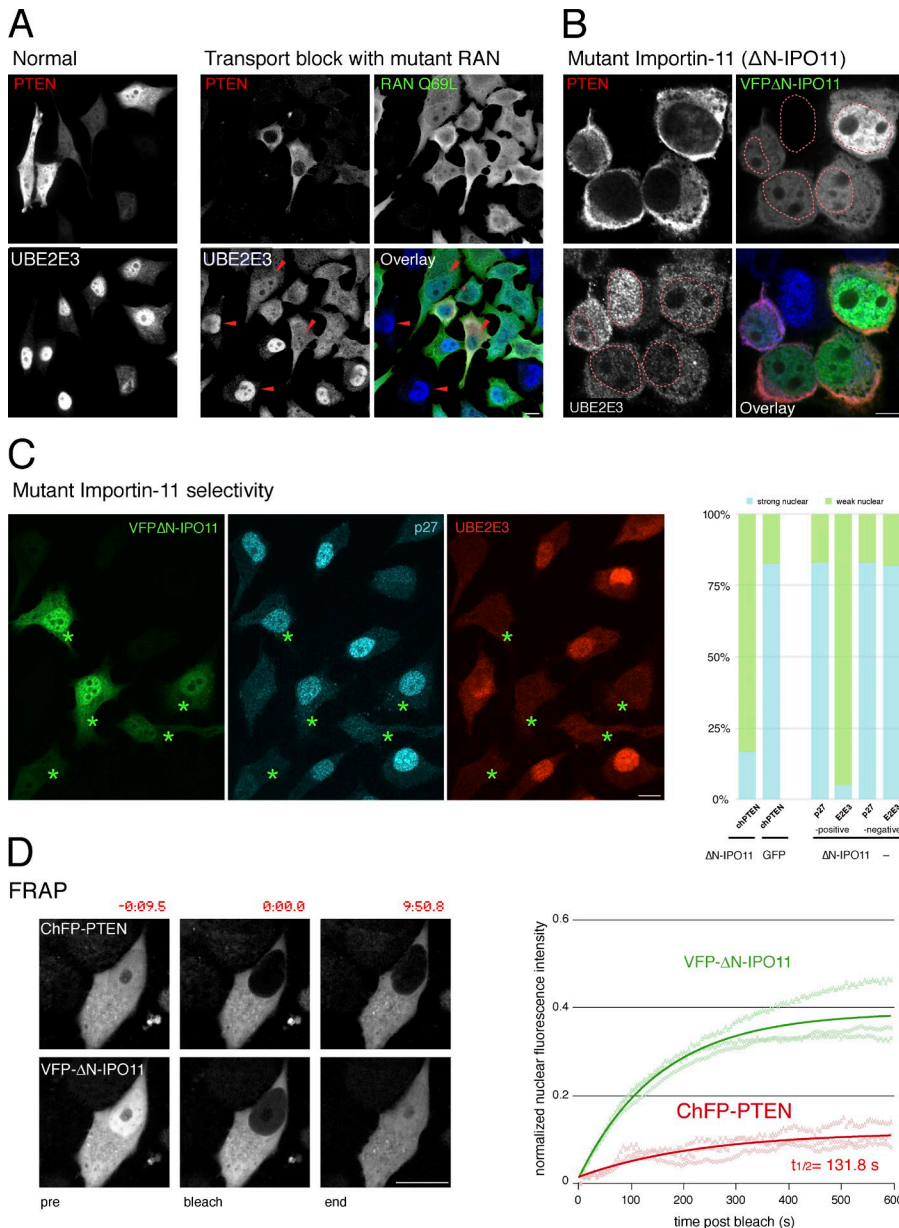 A
Normal
Transport block with mutant RAN
PTEN
PTEN
RAN Q69L
UBE2E3
UBE2E3
Overlay
B
Mutant Importin-11 (ΔN-IPO11)
PTEN
VFPΔN-IPO11
UBE2E3
Overlay
C
Mutant Importin-11 selectivity
VFPΔN-IPO11
p27
UBE2E3
* * * * *
* * * * *
* * * * *
strong nuclear
weak nuclear
100%
75%
50%
25%
0%
chPTEN
chPTEN
p27
E2E3
p27
E2E3
-positive
-negative
ΔN-IPO11
GFP
ΔN-IPO11
–
D
FRAP
-0:09.5
0:00.0
9:50.8
ChFP-PTEN
VFP-ΔN-IPO11
pre
bleach
end
normalized nuclear fluorescence intensity
0.6
0.4
0.2
0
VFP-ΔN-IPO11
ChFP-PTEN
t1/2= 131.8 s
0 100 200 300 400 500 600
time post bleach (s)